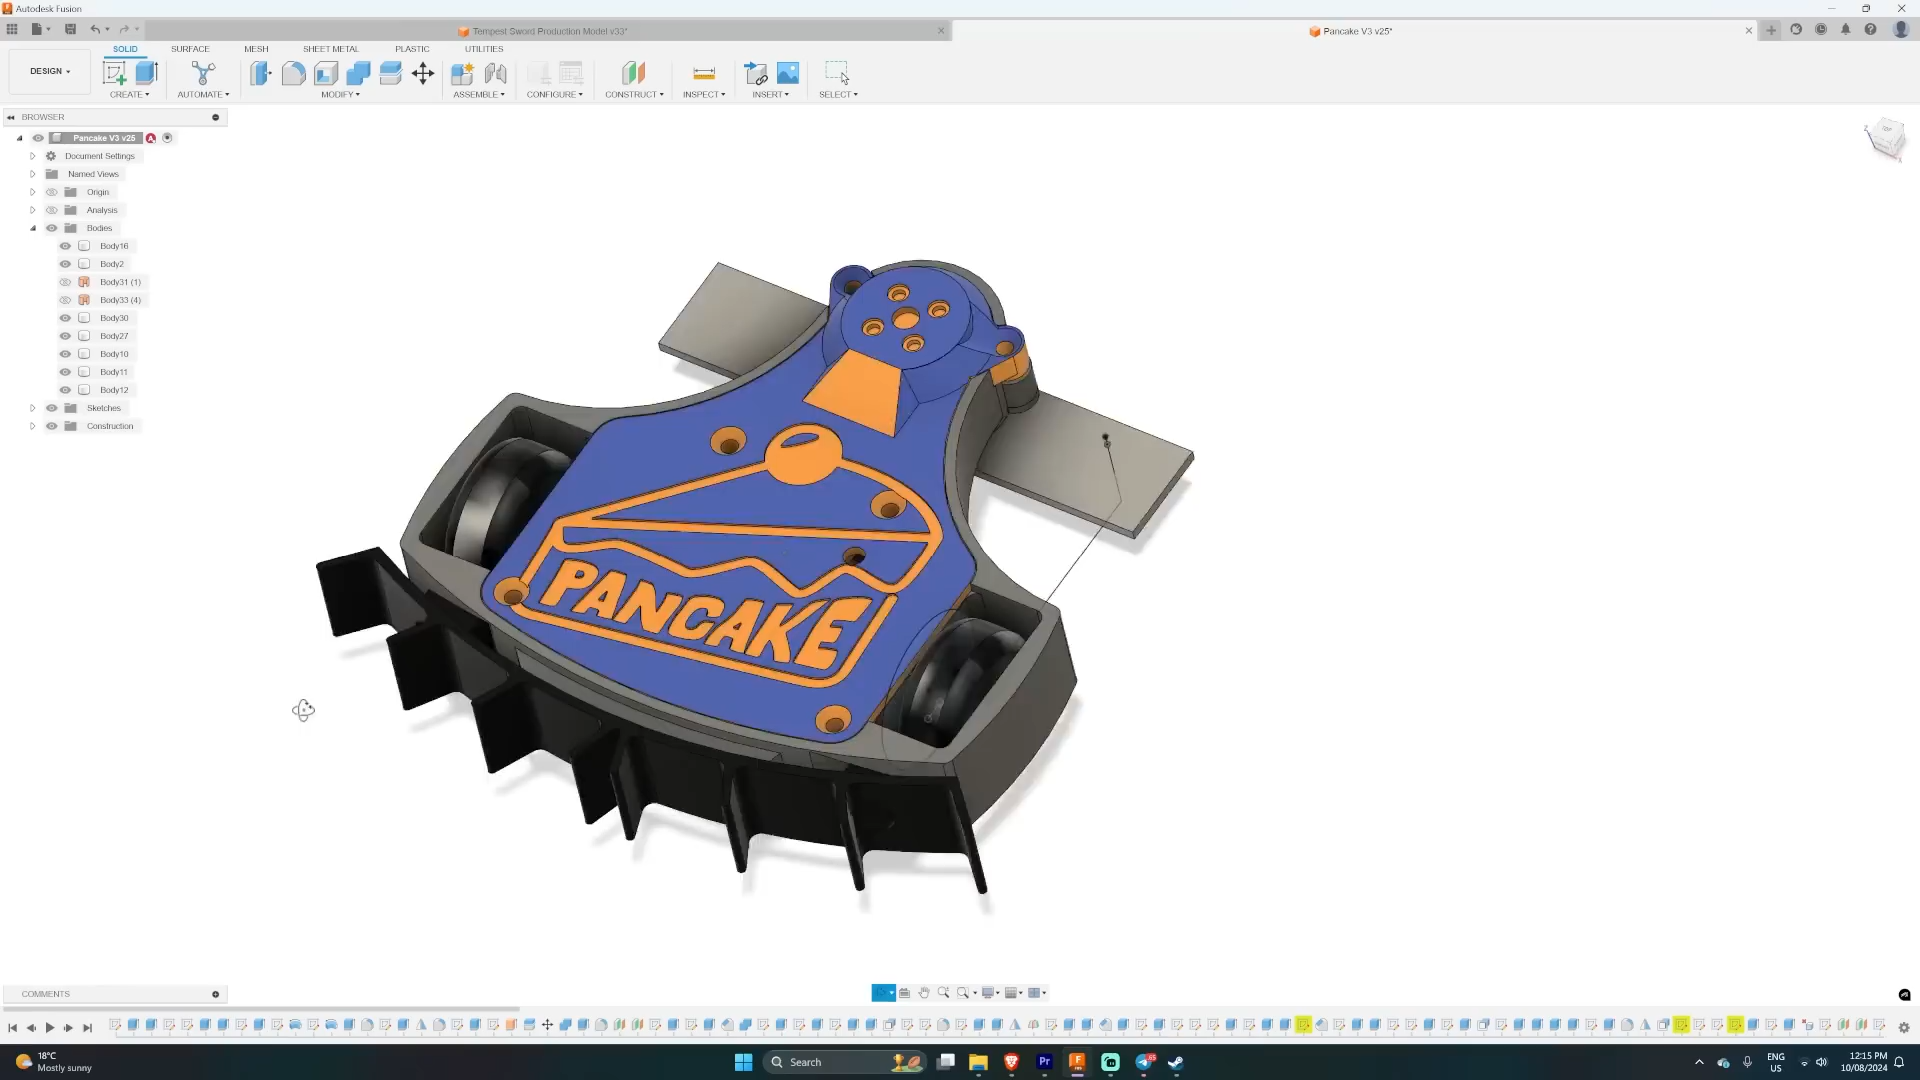 Autodesk Fusion
Tempest Sword Production Model v33*
Pancake V3 v25*
SOLID
SURFACE
MESH
SHEET METAL
PLASTIC
UTILITIES
DESIGN
CREATE
AUTOMATE
MODIFY
ASSEMBLE
CONFIGURE
CONSTRUCT
INSPECT
INSERT
SELECT
BROWSER
Pancake V3 v25
Document Settings
Named Views
Origin
Analysis
Bodies
Body16
Body2
Body31 (1)
Body33 (4)
Body30
Body27
Body10
Body11
Body12
Sketches
Construction
PANCAKE
COMMENTS
18°C
Mostly sunny
Search
Pr
ENG
US
12:15 PM
10/08/2024